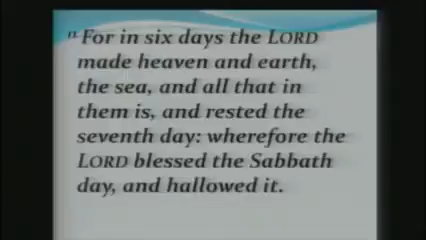 11 For in six days the LORD
made heaven and earth,
the sea, and all that in
them is, and rested the
seventh day: wherefore the
LORD blessed the Sabbath
day, and hallowed it.